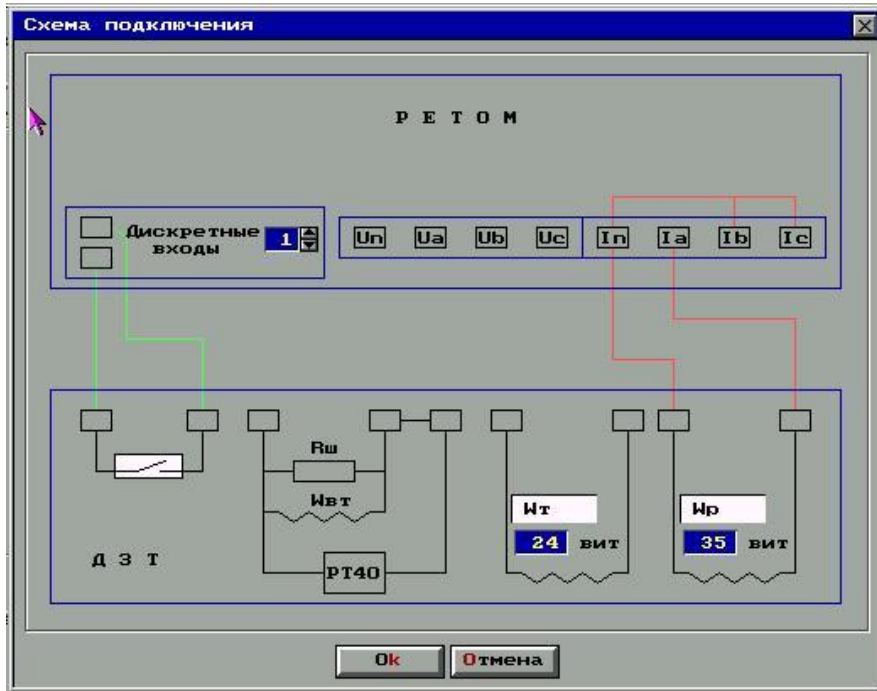 Схема подключения
Р Е Т О М
Дискретные входы 1
Un Ua Ub Uc In Ia Ib Ic
Rш
Wвт
РТ40
Д З Т
Wт
24 вит
Wр
35 вит
Ok Отмена